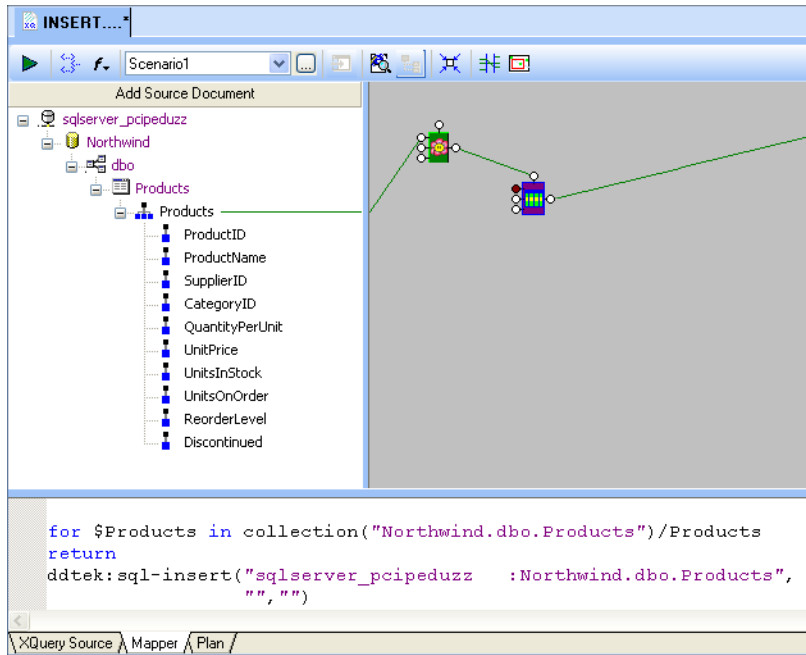 INSERT....*
Scenario1
Add Source Document
sqlserver_pcipeduzz
Northwind
dbo
Products
Products
ProductID
ProductName
SupplierID
CategoryID
QuantityPerUnit
UnitPrice
UnitsInStock
UnitsOnOrder
ReorderLevel
Discontinued
for $Products in collection("Northwind.dbo.Products")/Products
return
ddtek:sql-insert("sqlserver_pcipeduzz   :Northwind.dbo.Products",
"","")
XQuery Source Mapper Plan